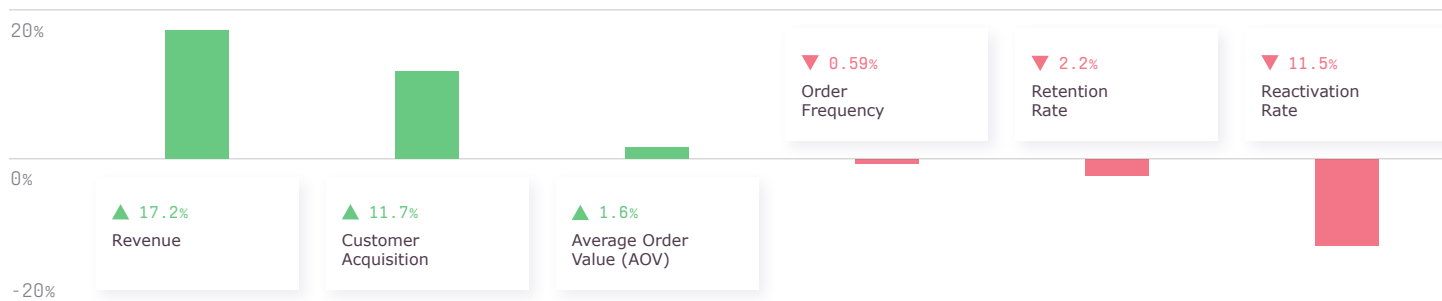 20%
▼ 0.59%
Order
Frequency
▼ 2.2%
Retention
Rate
▼ 11.5%
Reactivation
Rate
0%
▲ 17.2%
Revenue
▲ 11.7%
Customer
Acquisition
▲ 1.6%
Average Order
Value (AOV)
-20%